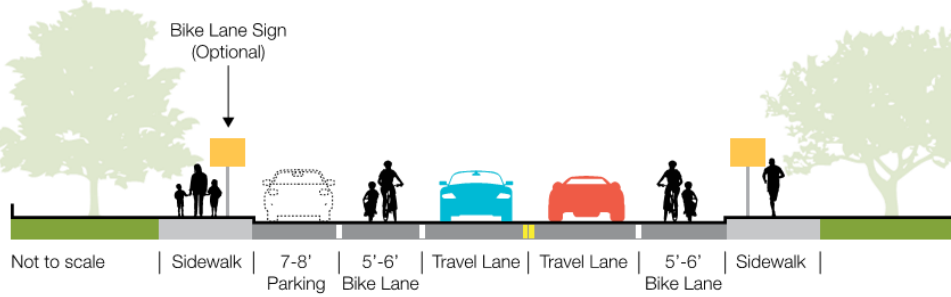 Bike Lane Sign
(Optional)
Not to scale
Sidewalk
7-8'
Parking
5'-6'
Bike Lane
Travel Lane
Travel Lane
5'-6'
Bike Lane
Sidewalk